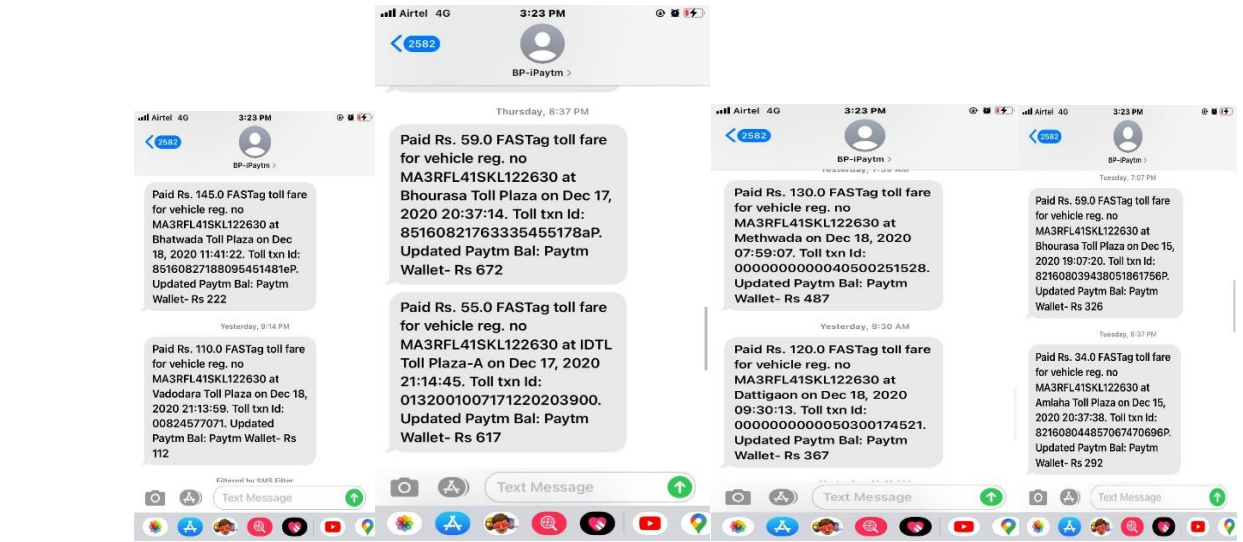 Airtel 4G 3:23 PM
2582
BP-iPaytm >
Paid Rs. 145.0 FASTag toll fare
for vehicle reg. no
MA3RFL41SKL122630 at
Bhatwada Toll Plaza on Dec
18, 2020 11:41:22. Toll txn Id:
85160827188095451481eP.
Updated Paytm Bal: Paytm
Wallet- Rs 222
Yesterday, 9:14 PM
Paid Rs. 110.0 FASTag toll fare
for vehicle reg. no
MA3RFL41SKL122630 at
Vadodara Toll Plaza on Dec 18,
2020 21:13:59. Toll txn Id:
00824577071. Updated
Paytm Bal: Paytm Wallet- Rs
112
Filtered by SMS Filter
Text Message
Airtel 4G 3:23 PM
2582
BP-iPaytm >
Thursday, 8:37 PM
Paid Rs. 59.0 FASTag toll fare
for vehicle reg. no
MA3RFL41SKL122630 at
Bhourasa Toll Plaza on Dec 17,
2020 20:37:14. Toll txn Id:
85160821763335455178aP.
Updated Paytm Bal: Paytm
Wallet- Rs 672
Paid Rs. 55.0 FASTag toll fare
for vehicle reg. no
MA3RFL41SKL122630 at IDTL
Toll Plaza-A on Dec 17, 2020
21:14:45. Toll txn Id:
0132001007171220203900.
Updated Paytm Bal: Paytm
Wallet- Rs 617
Text Message
Airtel 4G 3:23 PM
2582
BP-iPaytm >
Yesterday, 7:59 AM
Paid Rs. 130.0 FASTag toll fare
for vehicle reg. no
MA3RFL41SKL122630 at
Methwada on Dec 18, 2020
07:59:07. Toll txn Id:
0000000000040500251528.
Updated Paytm Bal: Paytm
Wallet- Rs 487
Yesterday, 9:30 AM
Paid Rs. 120.0 FASTag toll fare
for vehicle reg. no
MA3RFL41SKL122630 at
Dattigaon on Dec 18, 2020
09:30:13. Toll txn Id:
0000000000050300174521.
Updated Paytm Bal: Paytm
Wallet- Rs 367
Text Message
Airtel 4G 3:23 PM
2582
BP-iPaytm >
Tuesday, 7:07 PM
Paid Rs. 59.0 FASTag toll fare
for vehicle reg. no
MA3RFL41SKL122630 at
Bhourasa Toll Plaza on Dec 15,
2020 19:07:20. Toll txn Id:
82160803943805186​1756P.
Updated Paytm Bal: Paytm
Wallet- Rs 326
Tuesday, 8:37 PM
Paid Rs. 34.0 FASTag toll fare
for vehicle reg. no
MA3RFL41SKL122630 at
Amlaha Toll Plaza on Dec 15,
2020 20:37:38. Toll txn Id:
82160804485706747​0696P.
Updated Paytm Bal: Paytm
Wallet- Rs 292
Text Message